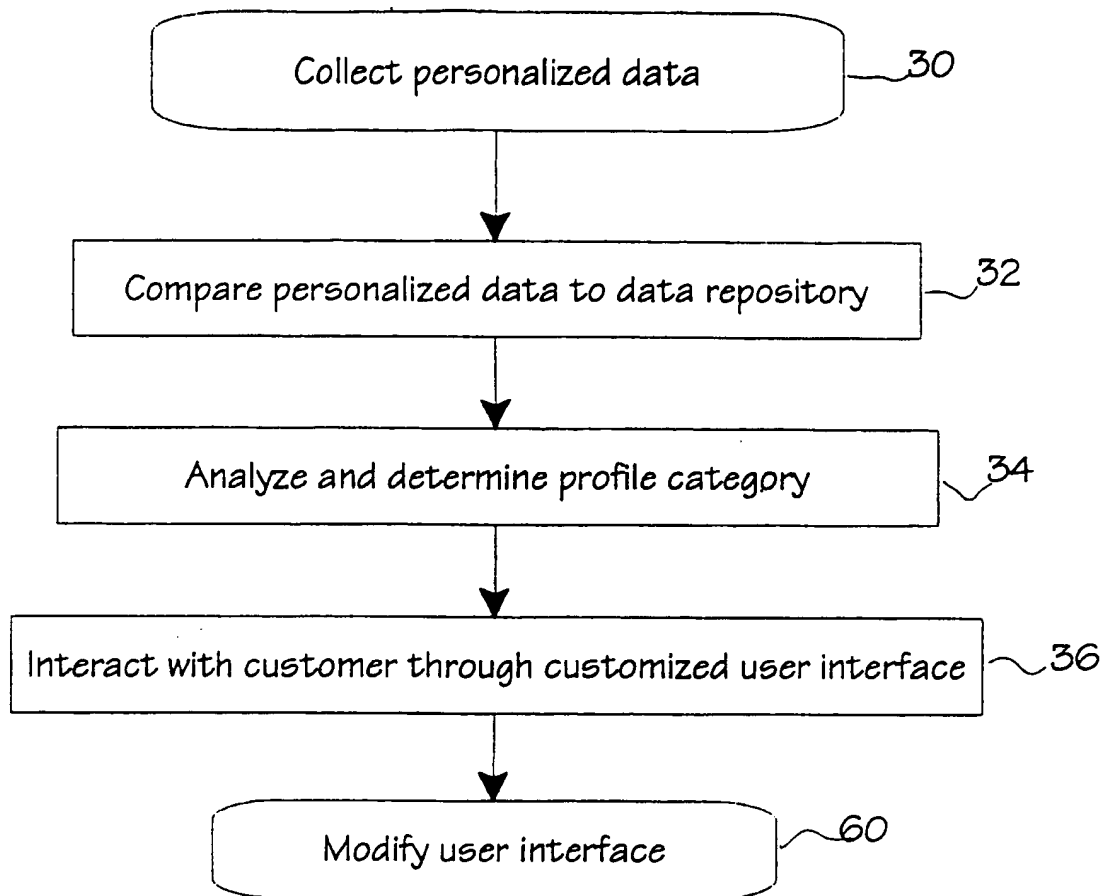 Collect personalized data
30
Compare personalized data to data repository
32
Analyze and determine profile category
34
Interact with customer through customized user interface
36
Modify user interface
60